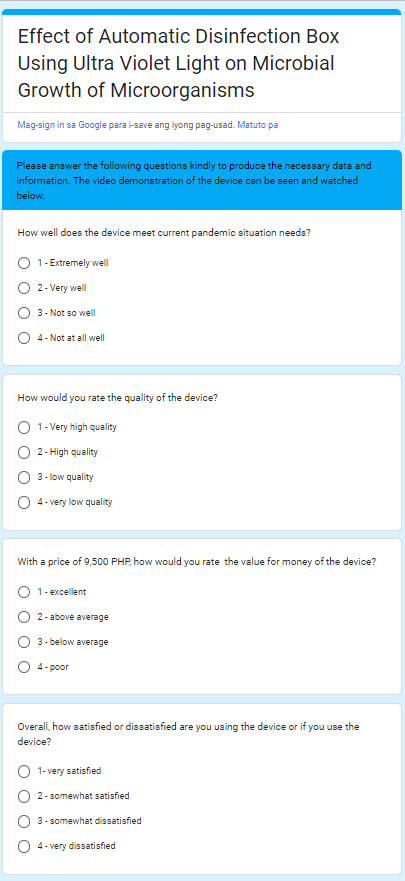 Effect of Automatic Disinfection Box
Using Ultra Violet Light on Microbial
Growth of Microorganisms
Mag-sign in sa Google para i-save ang iyong pag-usad. Matuto pa
Please answer the following questions kindly to produce the necessary data and
information. The video demonstration of the device can be seen and watched
below.
How well does the device meet current pandemic situation needs?
1 - Extremely well
2 - Very well
3 - Not so well
4 - Not at all well
How would you rate the quality of the device?
1 - Very high quality
2 - High quality
3 - low quality
4 - very low quality
With a price of 9,500 PHP, how would you rate the value for money of the device?
1 - excellent
2 - above average
3 - below average
4 - poor
Overall, how satisfied or dissatisfied are you using the device or if you use the
device?
1- very satisfied
2 - somewhat satisfied
3 - somewhat dissatisfied
4 - very dissatisfied